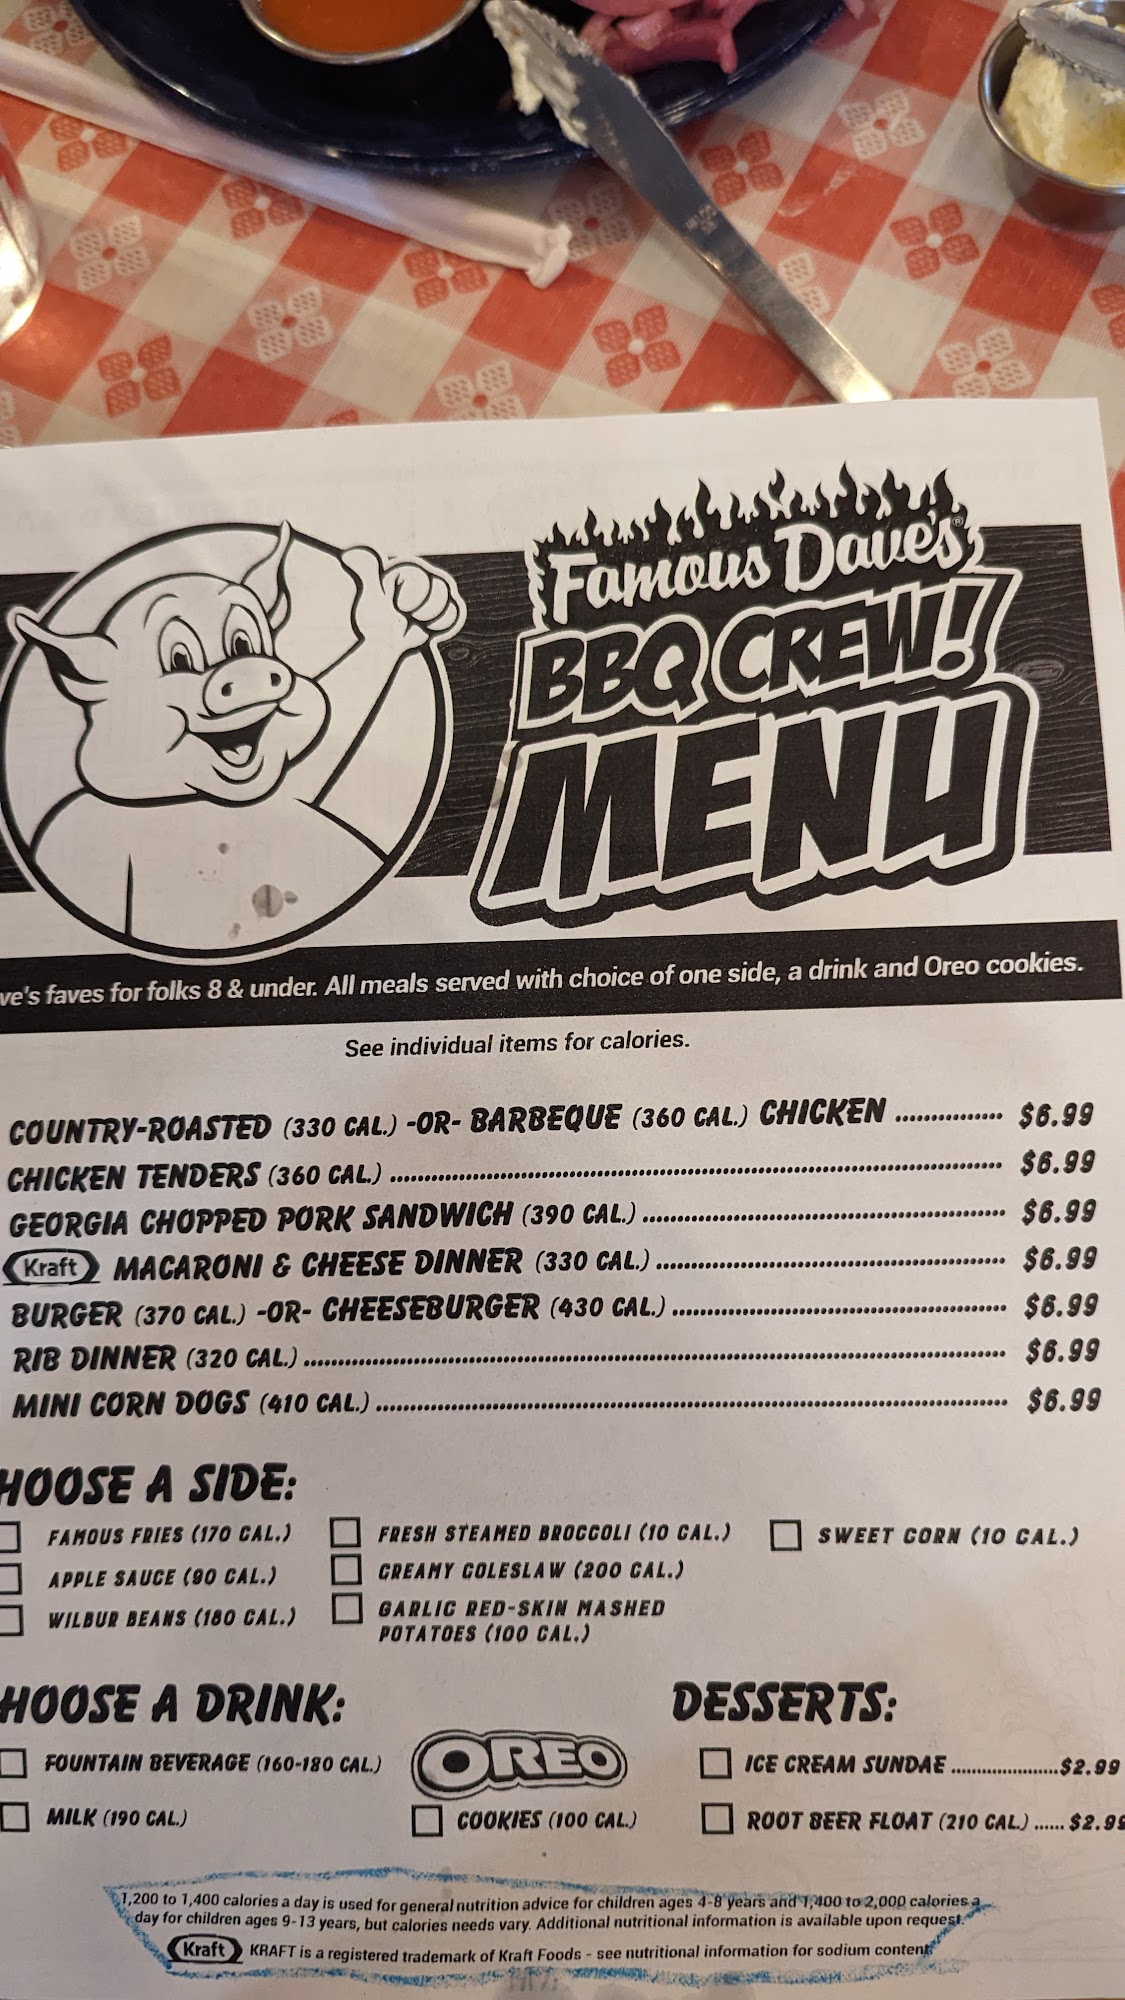 Famous Dave's®
BBQ CREW!
MENU
ve's faves for folks 8 & under. All meals served with choice of one side, a drink and Oreo cookies.
See individual items for calories.
COUNTRY-ROASTED (330 CAL.) -OR- BARBEQUE (360 CAL.) CHICKEN ............... $6.99
CHICKEN TENDERS (360 CAL.) ............... $6.99
GEORGIA CHOPPED PORK SANDWICH (390 CAL.) ............... $6.99
Kraft MACARONI & CHEESE DINNER (330 CAL.) ............... $6.99
BURGER (370 CAL.) -OR- CHEESEBURGER (430 CAL.) ............... $6.99
RIB DINNER (320 CAL.) ............... $6.99
MINI CORN DOGS (410 CAL.) ............... $6.99
HOOSE A SIDE:
FAMOUS FRIES (170 CAL.)
APPLE SAUCE (90 CAL.)
WILBUR BEANS (180 CAL.)
FRESH STEAMED BROCCOLI (10 CAL.)
CREAMY COLESLAW (200 CAL.)
GARLIC RED-SKIN MASHED
POTATOES (100 CAL.)
SWEET CORN (10 CAL.)
HOOSE A DRINK:
FOUNTAIN BEVERAGE (160-180 CAL.)
MILK (190 CAL.)
OREO
COOKIES (100 CAL.)
DESSERTS:
ICE CREAM SUNDAE ..................... $2.99
ROOT BEER FLOAT (210 CAL.) ...... $2.99
1,200 to 1,400 calories a day is used for general nutrition advice for children ages 4-8 years and 1,400 to 2,000 calories a
day for children ages 9-13 years, but calories needs vary. Additional nutritional information is available upon request.
Kraft KRAFT is a registered trademark of Kraft Foods - see nutritional information for sodium content.